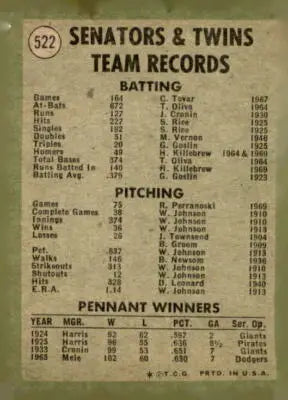 522
SENATORS & TWINS
TEAM RECORDS
BATTING
Games 164 C. Tovar 1967
At-Bats 672 T. Oliva 1964
Runs 127 J. Cronin 1930
Hits 227 S. Rice 1925
Singles 182 S. Rice 1925
Doubles 51 M. Vernon 1946
Triples 20 G. Goslin 1925
Homers 49 H. Killebrew 1964 & 1969
Total Bases 374 T. Oliva 1964
Runs Batted In 140 H. Killebrew 1969
Batting Avg. .379 G. Goslin 1923
PITCHING
Games 75 R. Perranoski 1969
Complete Games 38 W. Johnson 1910
Innings 374 W. Johnson 1910
Wins 36 W. Johnson 1913
Losses 26 J. Townsend 1904
B. Groom 1909
Pct. .837 W. Johnson 1913
Walks 146 B. Newsom 1936
Strikeouts 313 W. Johnson 1910
Shutouts 12 W. Johnson 1913
Hits 328 D. Leonard 1940
E.R.A. 1.14 W. Johnson 1913
PENNANT WINNERS
YEAR MGR. W L PCT. GA Ser. Op.
1924 Harris 92 62 .597 2 Giants
1925 Harris 96 55 .636 8½ Pirates
1933 Cronin 99 53 .651 7 Giants
1965 Mele 102 60 .630 7 Dodgers
* © T.C.G. PRTD. IN U.S.A.